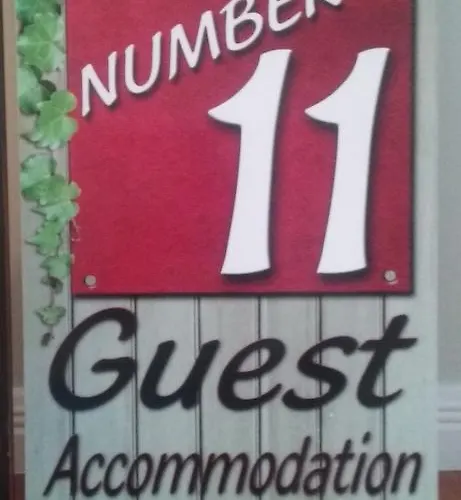 NUMBER
11
Guest
Accommodation